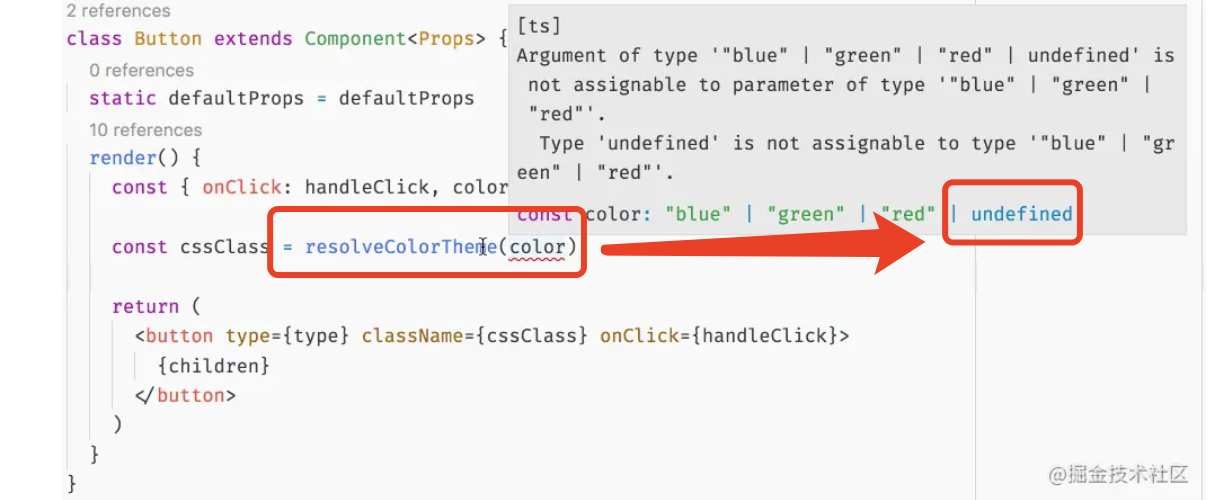 2 references
class Button extends Component<Props> {
0 references
static defaultProps = defaultProps
10 references
render() {
const { onClick: handleClick, color
const cssClass = resolveColorTheme(color)
return (
<button type={type} className={cssClass} onClick={handleClick}>
{children}
</button>
)
}
}
[ts]
Argument of type '"blue" | "green" | "red" | undefined' is
not assignable to parameter of type '"blue" | "green" |
"red"'.
Type 'undefined' is not assignable to type '"blue" | "gr
een" | "red"'.
const color: "blue" | "green" | "red" | undefined
@掘金技术社区